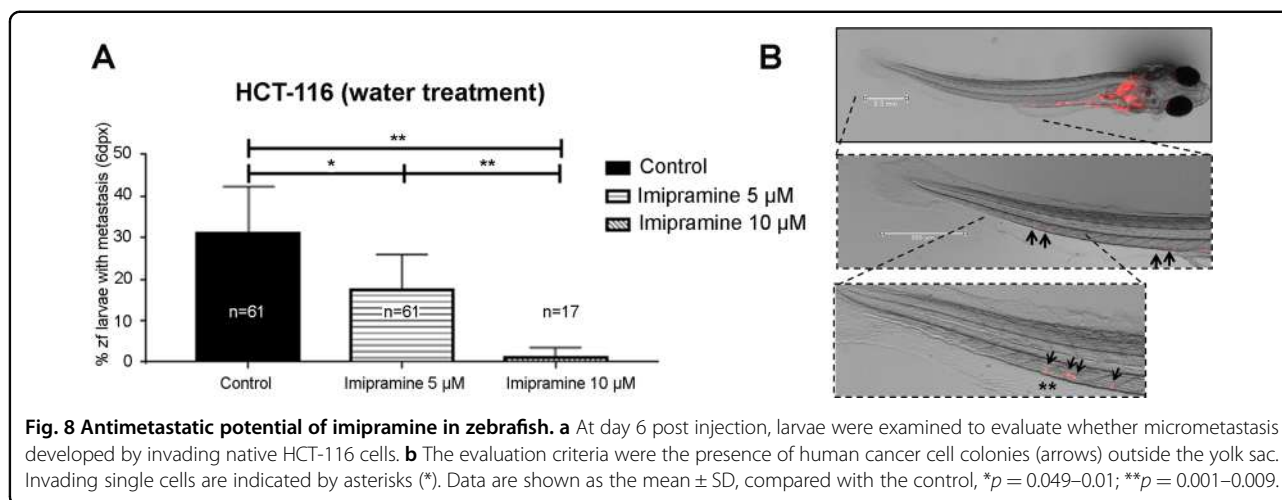 A
B
HCT-116 (water treatment)
% zf larvae with metastasis (6dpx)
50
40
30
20
10
0
**
*
**
n=61
n=61
n=17
Control
Imipramine 5 μM
Imipramine 10 μM
Control
Imipramine 5 μM
Imipramine 10 μM
**
Fig. 8 Antimetastatic potential of imipramine in zebrafish. a At day 6 post injection, larvae were examined to evaluate whether micrometastasis
developed by invading native HCT-116 cells. b The evaluation criteria were the presence of human cancer cell colonies (arrows) outside the yolk sac.
Invading single cells are indicated by asterisks (*). Data are shown as the mean ± SD, compared with the control, *p = 0.049–0.01; **p = 0.001–0.009.